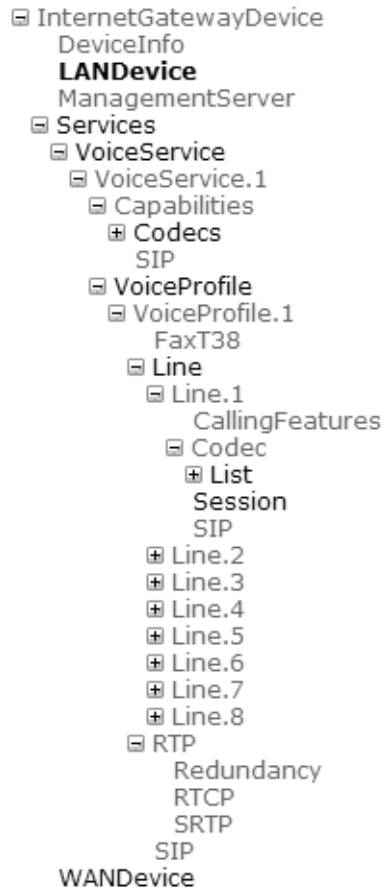 InternetGatewayDevice
DeviceInfo
LANDevice
ManagementServer
Services
VoiceService
VoiceService.1
Capabilities
Codecs
SIP
VoiceProfile
VoiceProfile.1
FaxT38
Line
Line.1
CallingFeatures
Codec
List
Session
SIP
Line.2
Line.3
Line.4
Line.5
Line.6
Line.7
Line.8
RTP
Redundancy
RTCP
SRTP
SIP
WANDevice